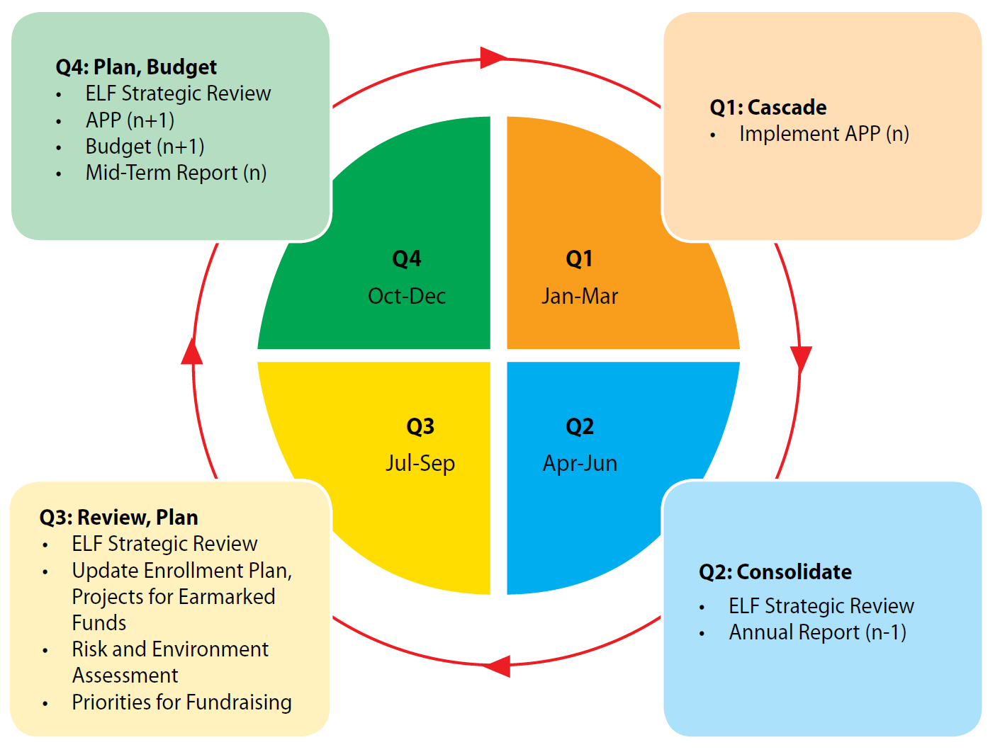 Q4: Plan, Budget
• ELF Strategic Review
• APP (n+1)
• Budget (n+1)
• Mid-Term Report (n)
Q1: Cascade
• Implement APP (n)
Q4
Oct-Dec
Q1
Jan-Mar
Q3
Jul-Sep
Q2
Apr-Jun
Q3: Review, Plan
• ELF Strategic Review
• Update Enrollment Plan,
Projects for Earmarked
Funds
• Risk and Environment
Assessment
• Priorities for Fundraising
Q2: Consolidate
• ELF Strategic Review
• Annual Report (n-1)